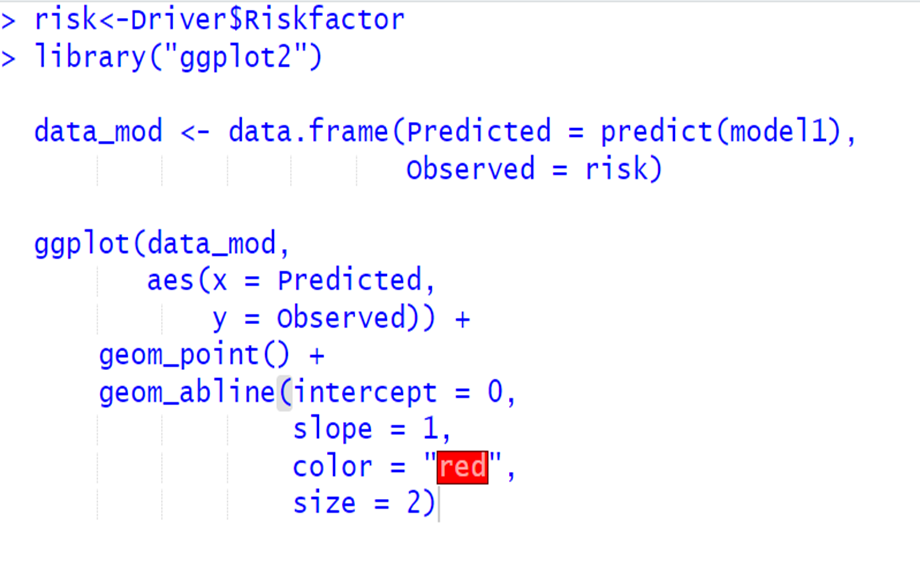 > risk<-Driver$Riskfactor
> library("ggplot2")
data_mod <- data.frame(Predicted = predict(model1),
Observed = risk)
ggplot(data_mod,
aes(x = Predicted,
y = Observed)) +
geom_point() +
geom_abline(intercept = 0,
slope = 1,
color = "red",
size = 2)